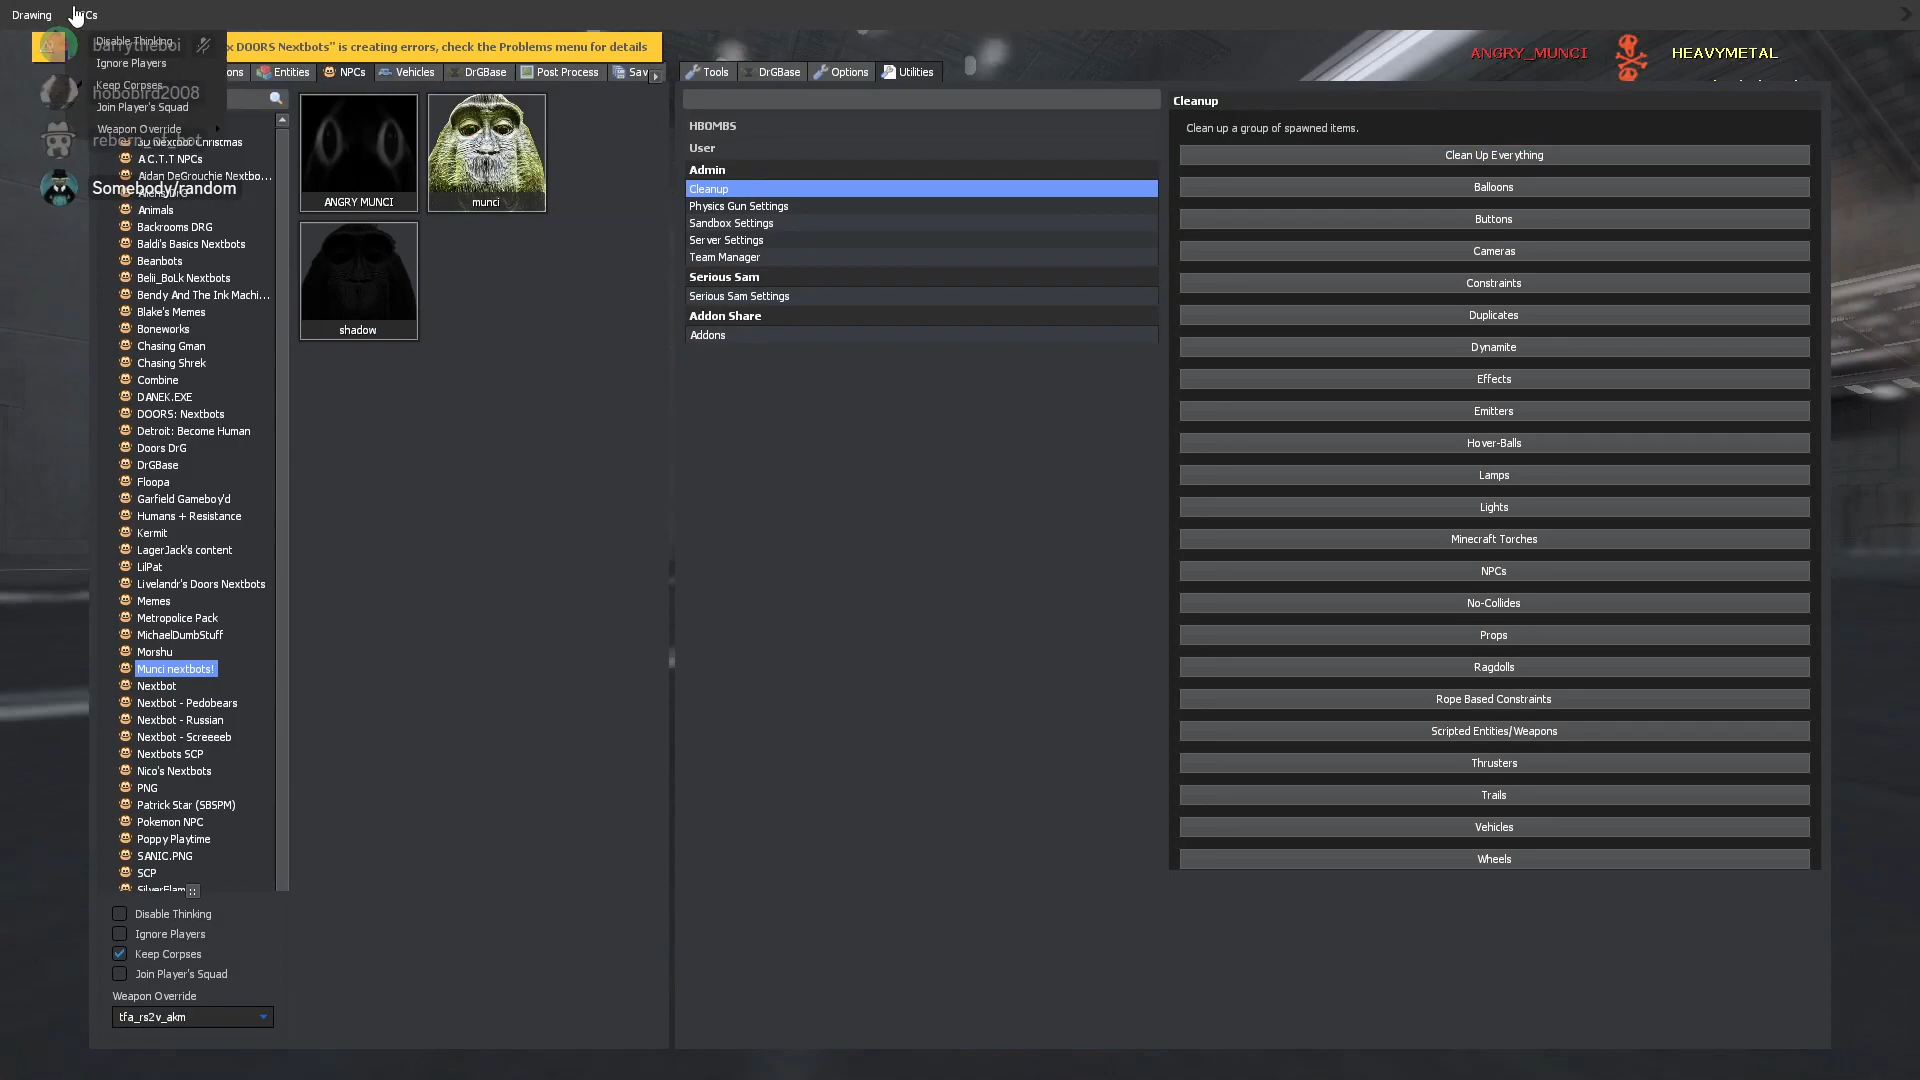 Drawing
Disable Thinking
Ignore Players
Keep Corpses
Join Player's Squad
Weapon Override
barrytheboi
hobobird2008
reborn_of_bot
Somebody/random
x DOORS Nextbots" is creating errors, check the Problems menu for details
ANGRY_MUNCI HEAVYMETAL
ons Entities NPCs Vehicles DrGBase Post Process Sav
Tools DrGBase Options Utilities
3D Nextbot Christmas
A.C.T.T NPCs
Aidan DeGrouchie Nextbo...
Aliens DrG
Animals
Backrooms DRG
Baldi's Basics Nextbots
Beanbots
Belii_BoLk Nextbots
Bendy And The Ink Machi...
Blake's Memes
Boneworks
Chasing Gman
Chasing Shrek
Combine
DANEK.EXE
DOORS: Nextbots
Detroit: Become Human
Doors DrG
DrGBase
Floopa
Garfield Gameboy'd
Humans + Resistance
Kermit
LagerJack's content
LilPat
Livelandr's Doors Nextbots
Memes
Metropolice Pack
MichaelDumbStuff
Morshu
Munci nextbots!
Nextbot
Nextbot - Pedobears
Nextbot - Russian
Nextbot - Screeeeb
Nextbots SCP
Nico's Nextbots
PNG
Patrick Star (SBSPM)
Pokemon NPC
Poppy Playtime
SANIC.PNG
SCP
SilverFlam
Disable Thinking
Ignore Players
Keep Corpses
Join Player's Squad
Weapon Override
tfa_rs2v_akm
ANGRY MUNCI
munci
shadow
HBOMBS
User
Admin
Cleanup
Physics Gun Settings
Sandbox Settings
Server Settings
Team Manager
Serious Sam
Serious Sam Settings
Addon Share
Addons
Cleanup
Clean up a group of spawned items.
Clean Up Everything
Balloons
Buttons
Cameras
Constraints
Duplicates
Dynamite
Effects
Emitters
Hover-Balls
Lamps
Lights
Minecraft Torches
NPCs
No-Collides
Props
Ragdolls
Rope Based Constraints
Scripted Entities/Weapons
Thrusters
Trails
Vehicles
Wheels